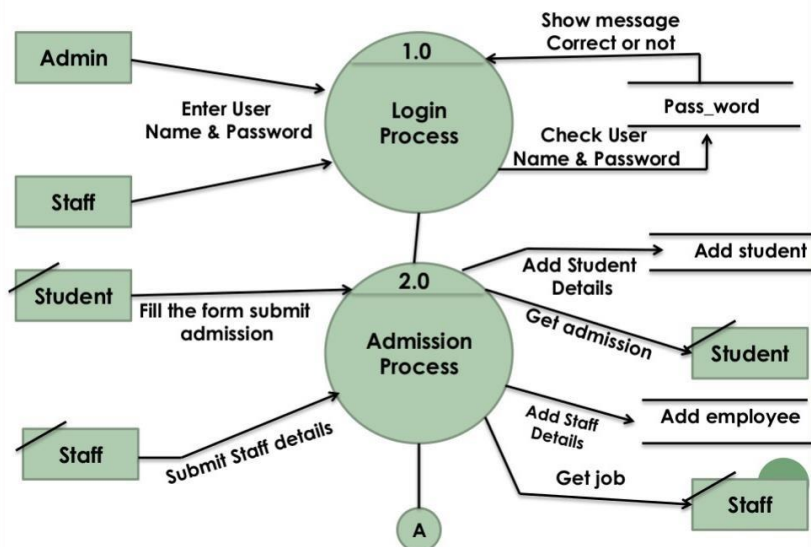 Show message
Correct or not
1.0
Admin
Login
Process
Enter User
Name & Password
Pass_word
Check User
Name & Password
Staff
Add student
Add Student
Details
2.0
Student
Fill the form submit
admission
Get admission
Admission
Process
Student
Add employee
Add Staff
Details
Staff
Submit Staff details
Get job
Staff
A